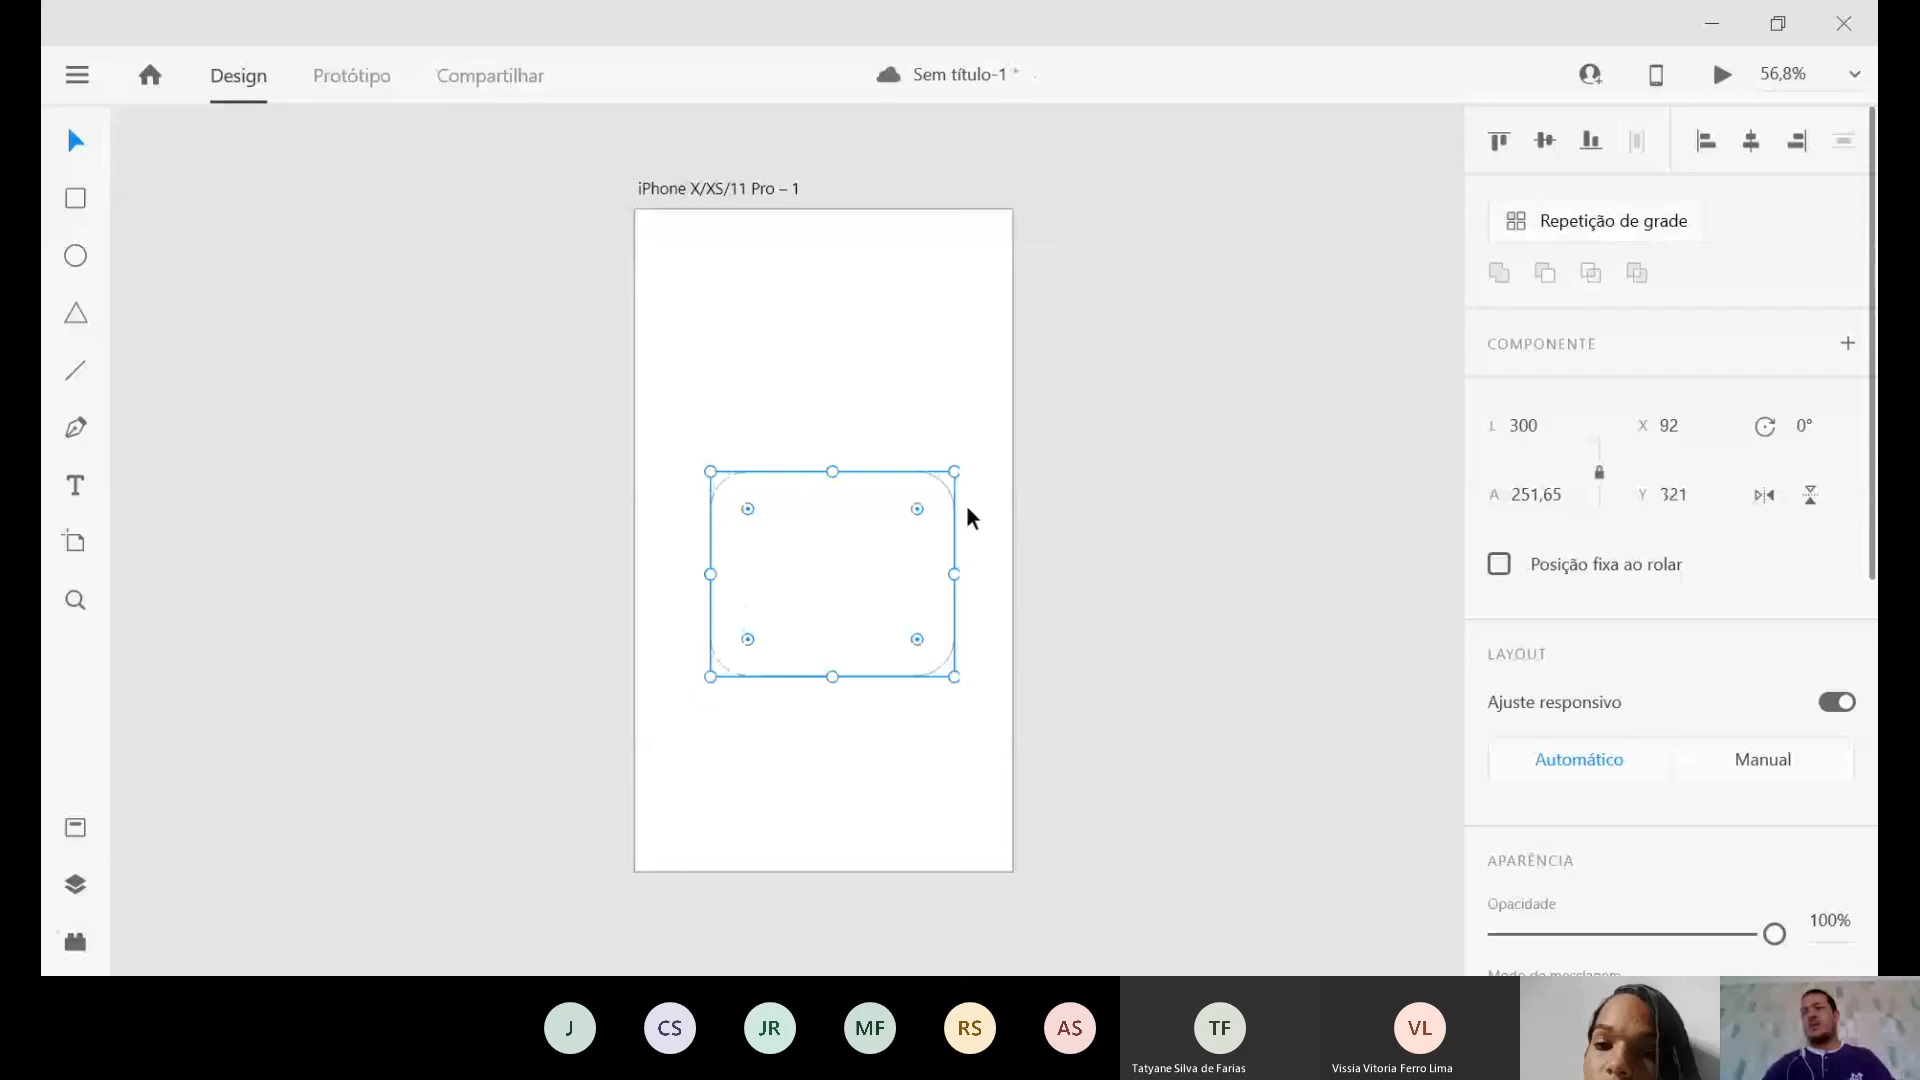 Design Protótipo Compartilhar
Sem título-1 *
56,8%
iPhone X/XS/11 Pro – 1
Repetição de grade
COMPONENTE
L 300 X 92 0°
A 251,65 Y 321
Posição fixa ao rolar
LAYOUT
Ajuste responsivo
Automático Manual
APARÊNCIA
Opacidade
100%
J CS JR MF RS AS TF VL
Tatyane Silva de Farias
Vissia Vitoria Ferro Lima